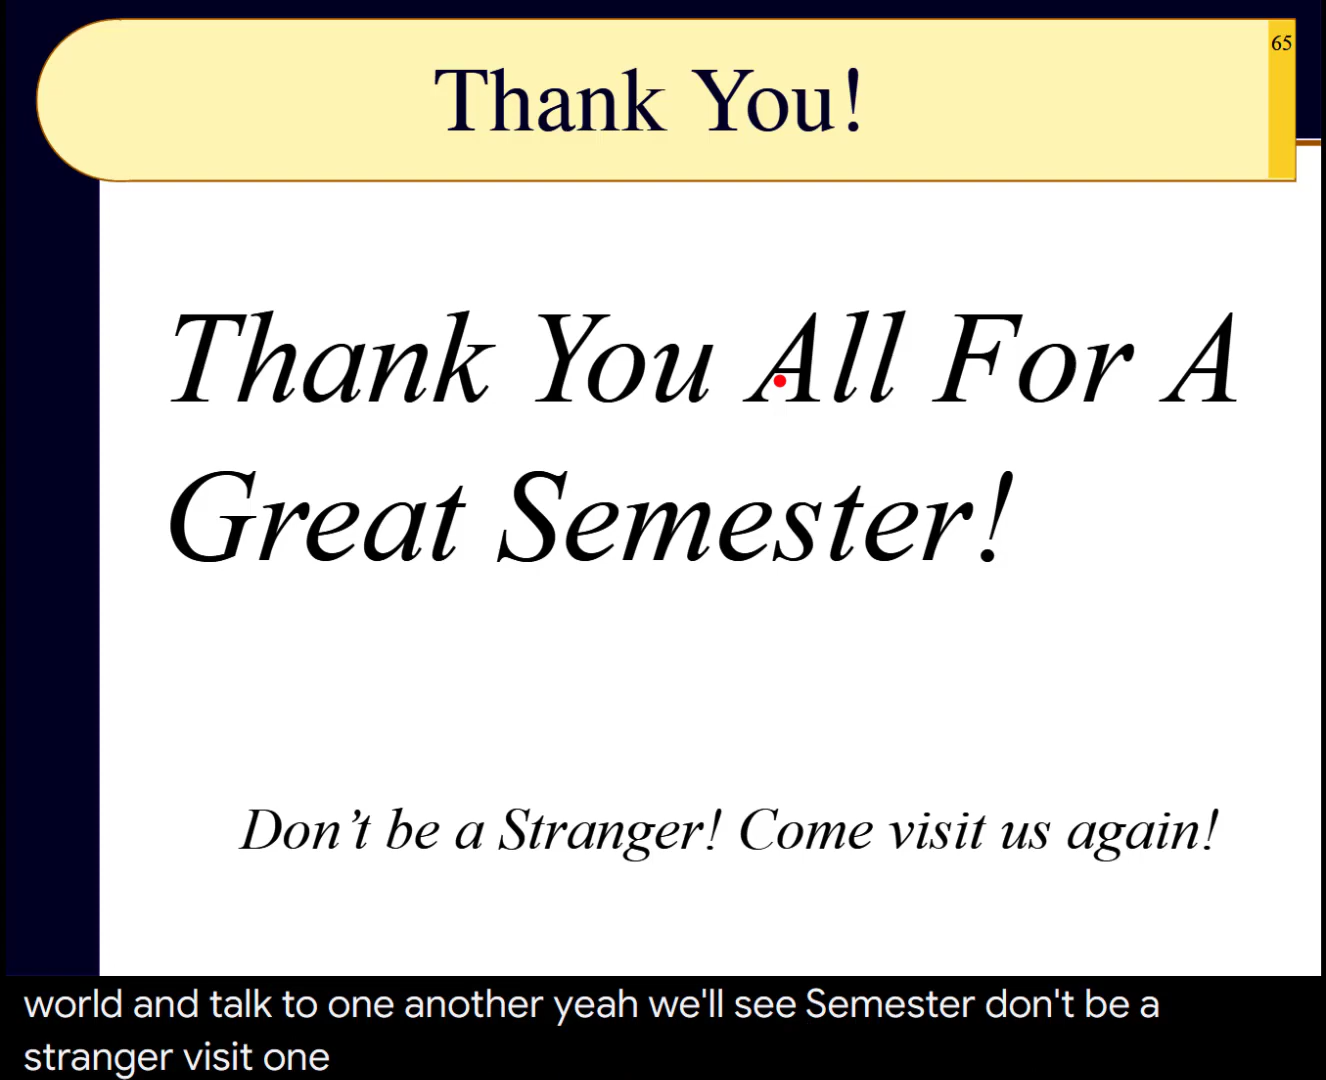 65
Thank You!
Thank You All For A
Great Semester!
Don’t be a Stranger! Come visit us again!
world and talk to one another yeah we'll see Semester don't be a
stranger visit one